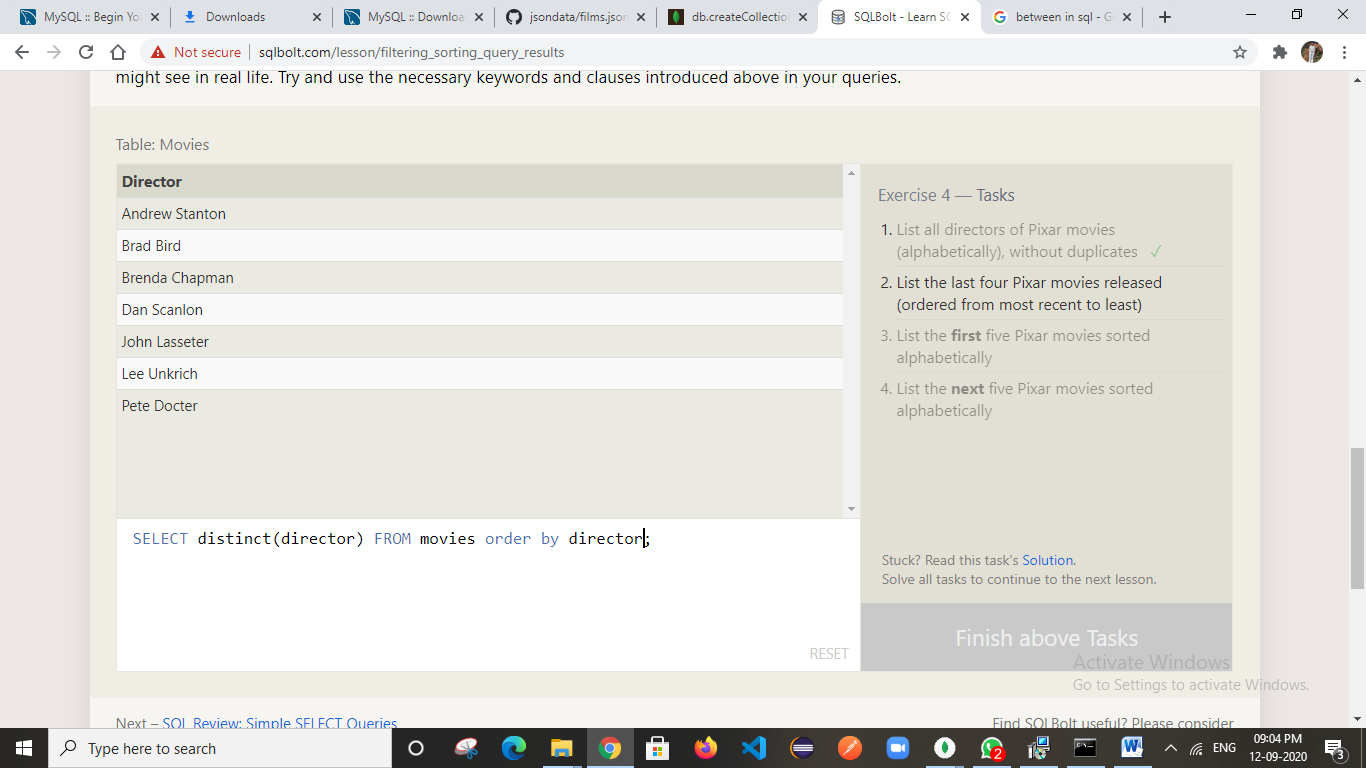 MySQL :: Begin Yo
Downloads
MySQL :: Downloa
jsondata/films.json
db.createCollectio
SQLBolt - Learn SC
between in sql - G
Not secure
sqlbolt.com/lesson/filtering_sorting_query_results
might see in real life. Try and use the necessary keywords and clauses introduced above in your queries.
Table: Movies
Director
Andrew Stanton
Brad Bird
Brenda Chapman
Dan Scanlon
John Lasseter
Lee Unkrich
Pete Docter
SELECT distinct(director) FROM movies order by director;
RESET
Exercise 4 — Tasks
1. List all directors of Pixar movies
(alphabetically), without duplicates ✓
2. List the last four Pixar movies released
(ordered from most recent to least)
3. List the first five Pixar movies sorted
alphabetically
4. List the next five Pixar movies sorted
alphabetically
Stuck? Read this task's Solution.
Solve all tasks to continue to the next lesson.
Finish above Tasks
Activate Windows
Go to Settings to activate Windows.
Next – SQL Review: Simple SELECT Queries
Find SQLBolt useful? Please consider
Type here to search
2
ENG
09:04 PM
12-09-2020
3